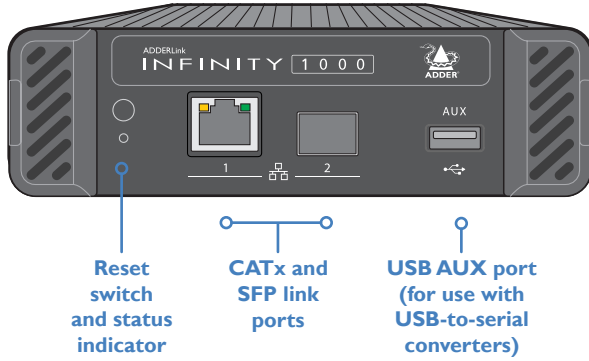 ADDERLink
INFINITY 1000
ADDER
AUX
1
2
Reset
switch
and status
indicator
CATx and
SFP link
ports
USB AUX port
(for use with
USB-to-serial
converters)